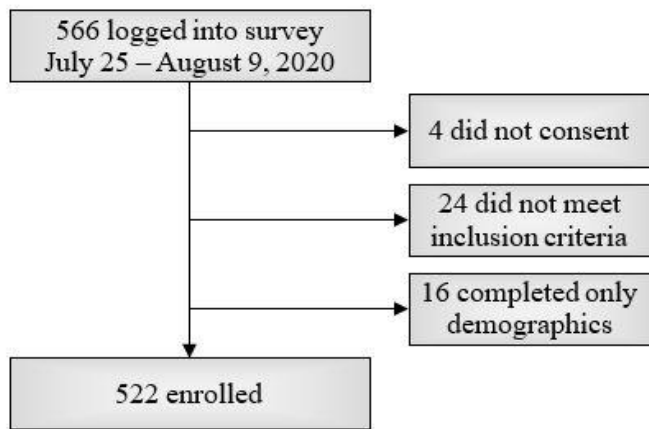 566 logged into survey
July 25 – August 9, 2020
4 did not consent
24 did not meet
inclusion criteria
16 completed only
demographics
522 enrolled